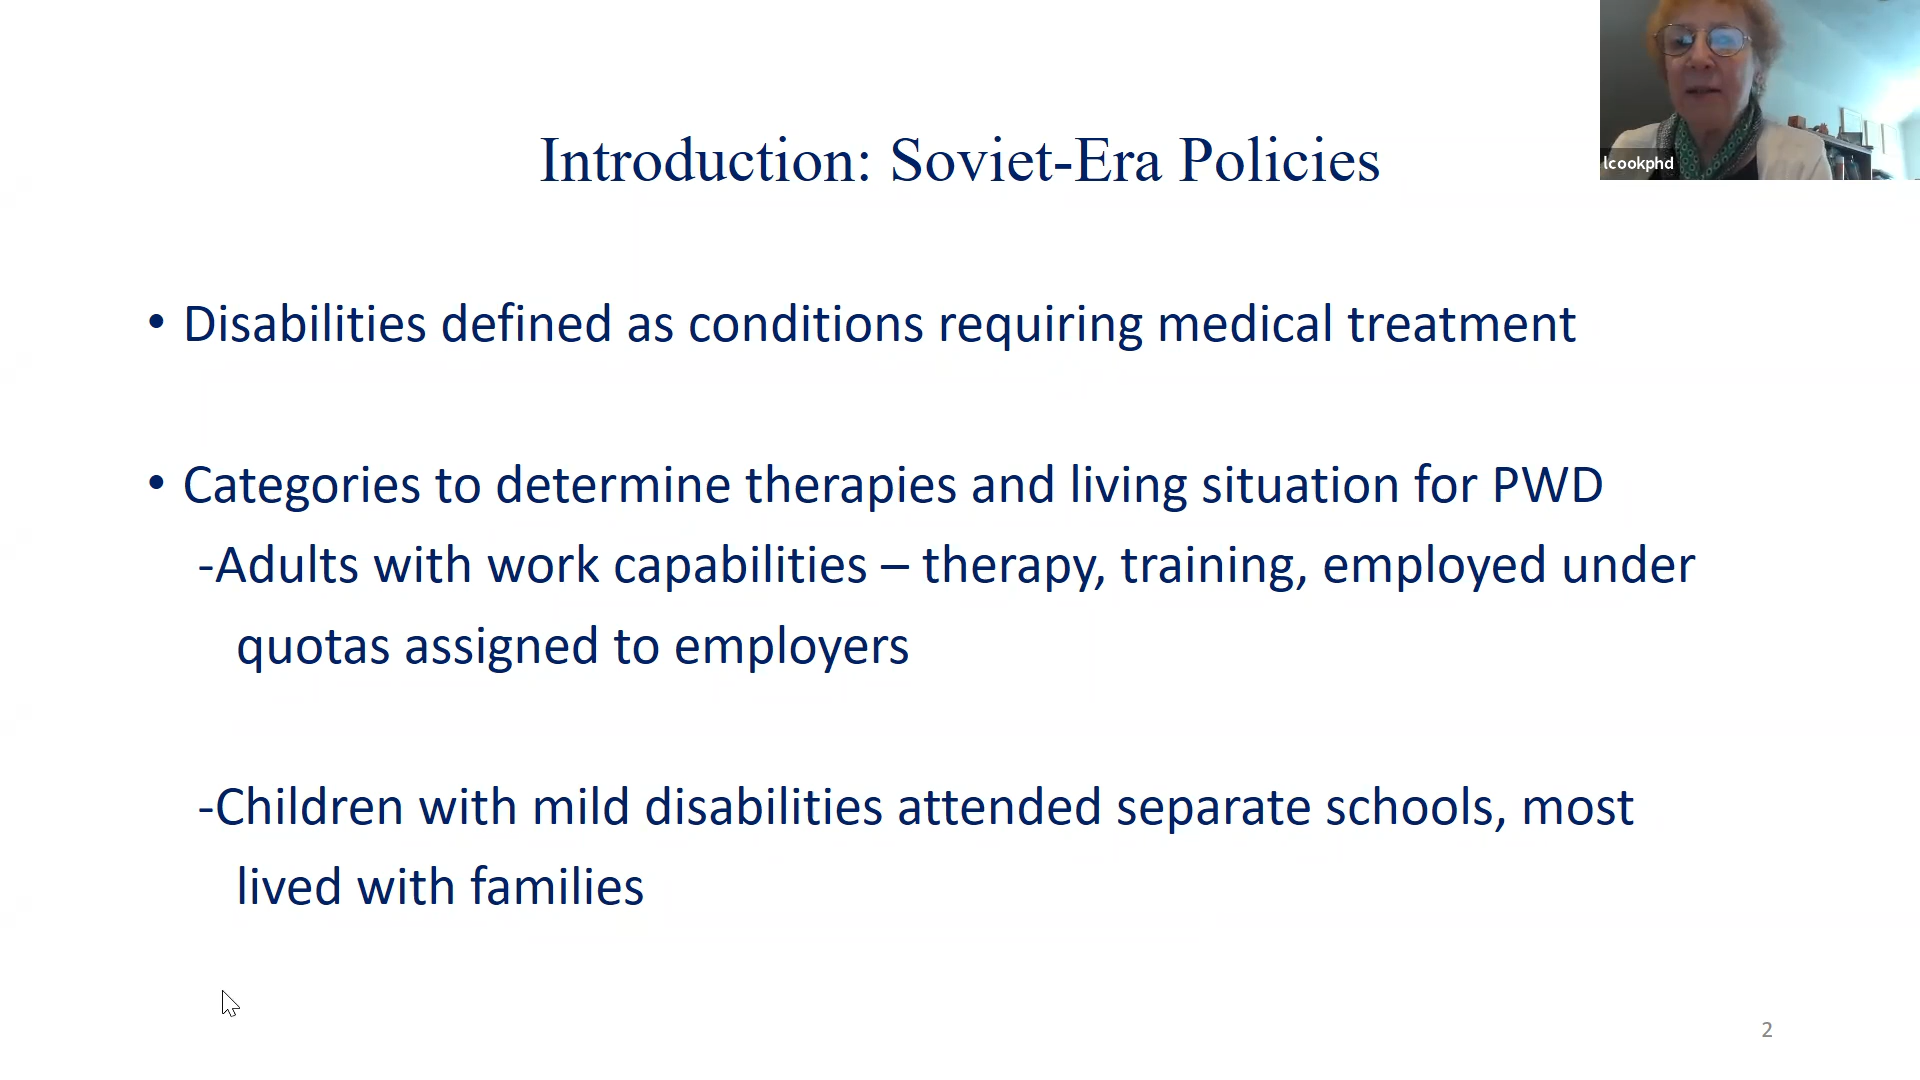 Introduction: Soviet-Era Policies
lcookphd
• Disabilities defined as conditions requiring medical treatment
• Categories to determine therapies and living situation for PWD
-Adults with work capabilities – therapy, training, employed under
quotas assigned to employers
-Children with mild disabilities attended separate schools, most
lived with families
2